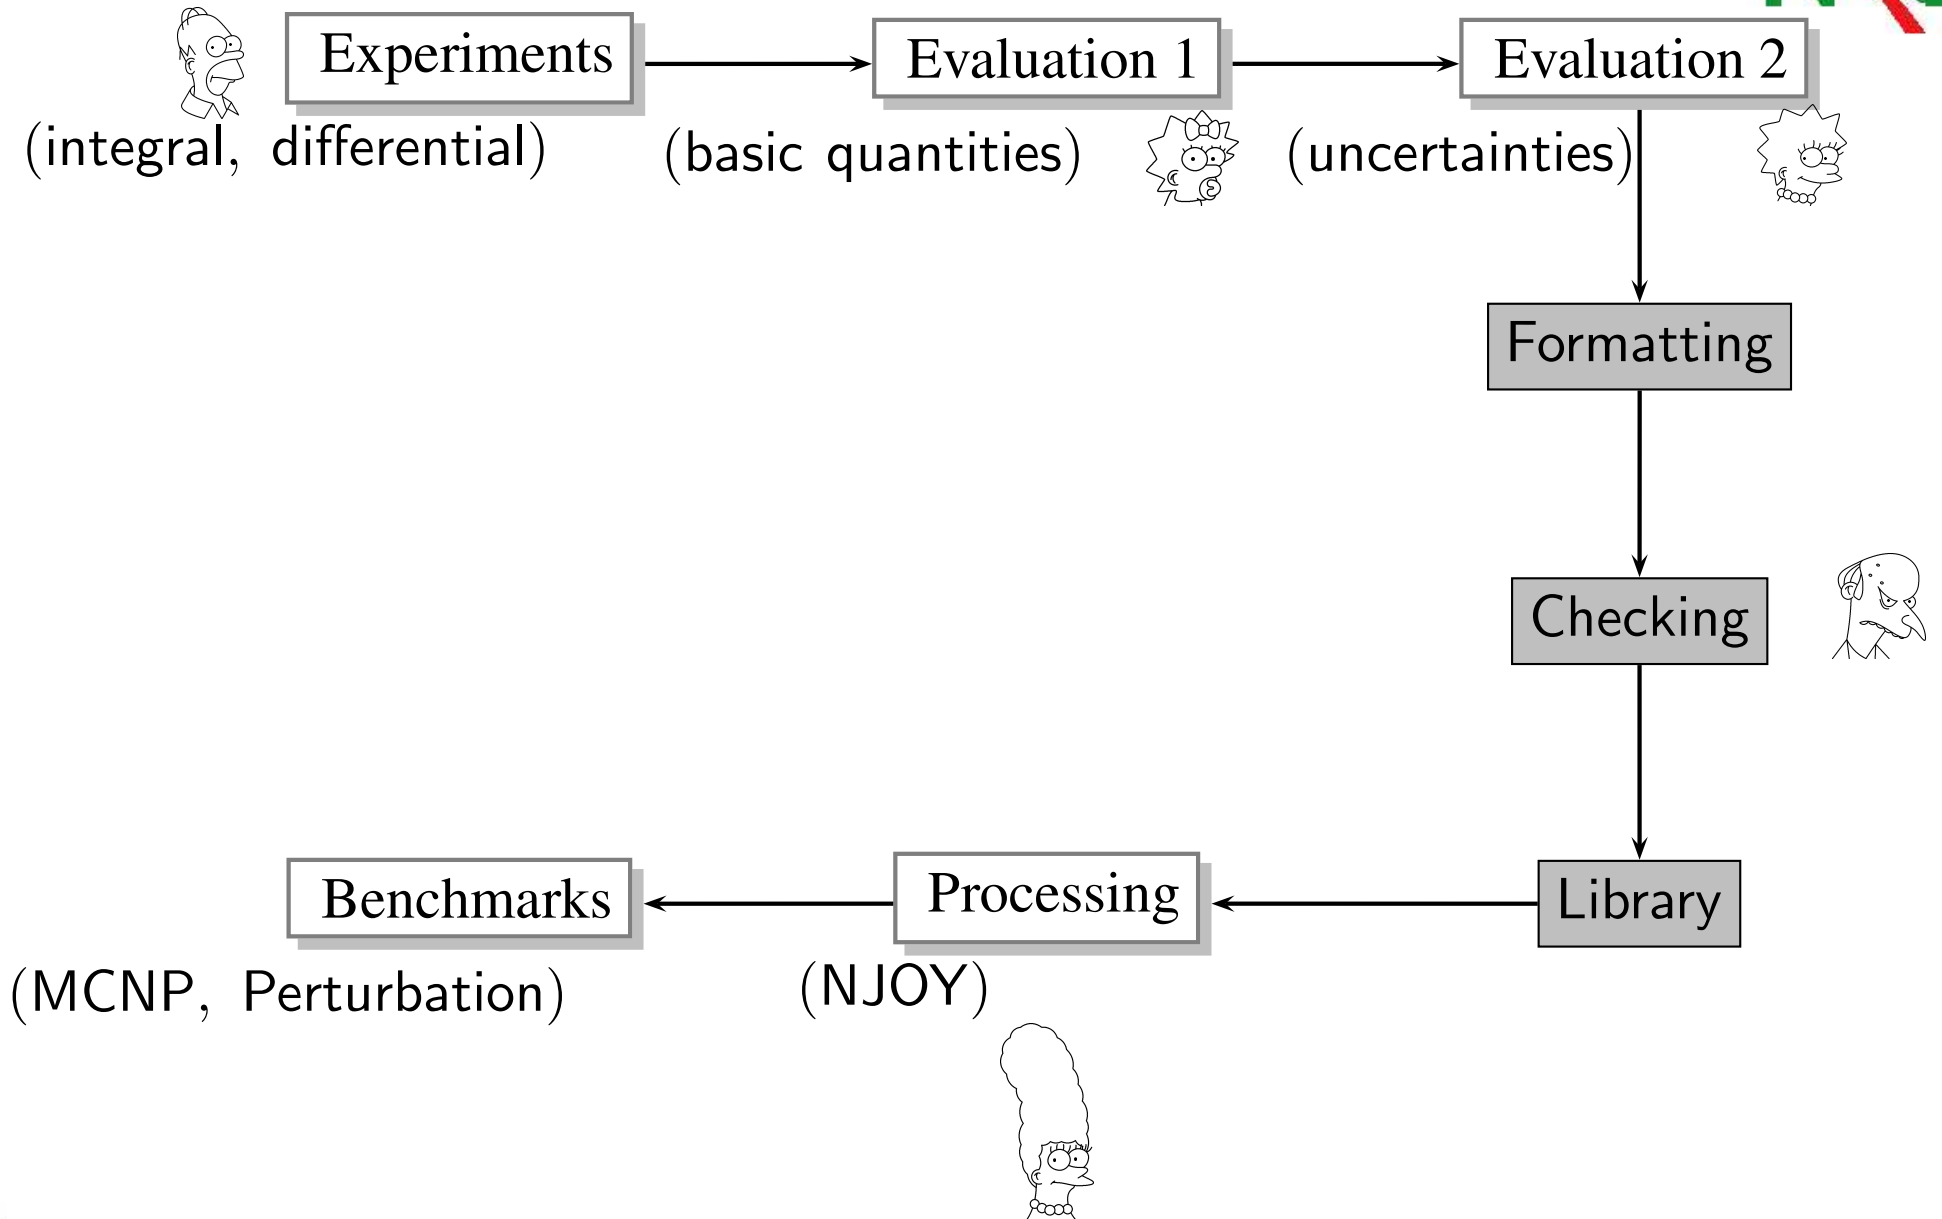 Experiments
Evaluation 1
Evaluation 2
(integral, differential)
(basic quantities)
(uncertainties)
Formatting
Checking
Library
Processing
Benchmarks
(NJOY)
(MCNP, Perturbation)